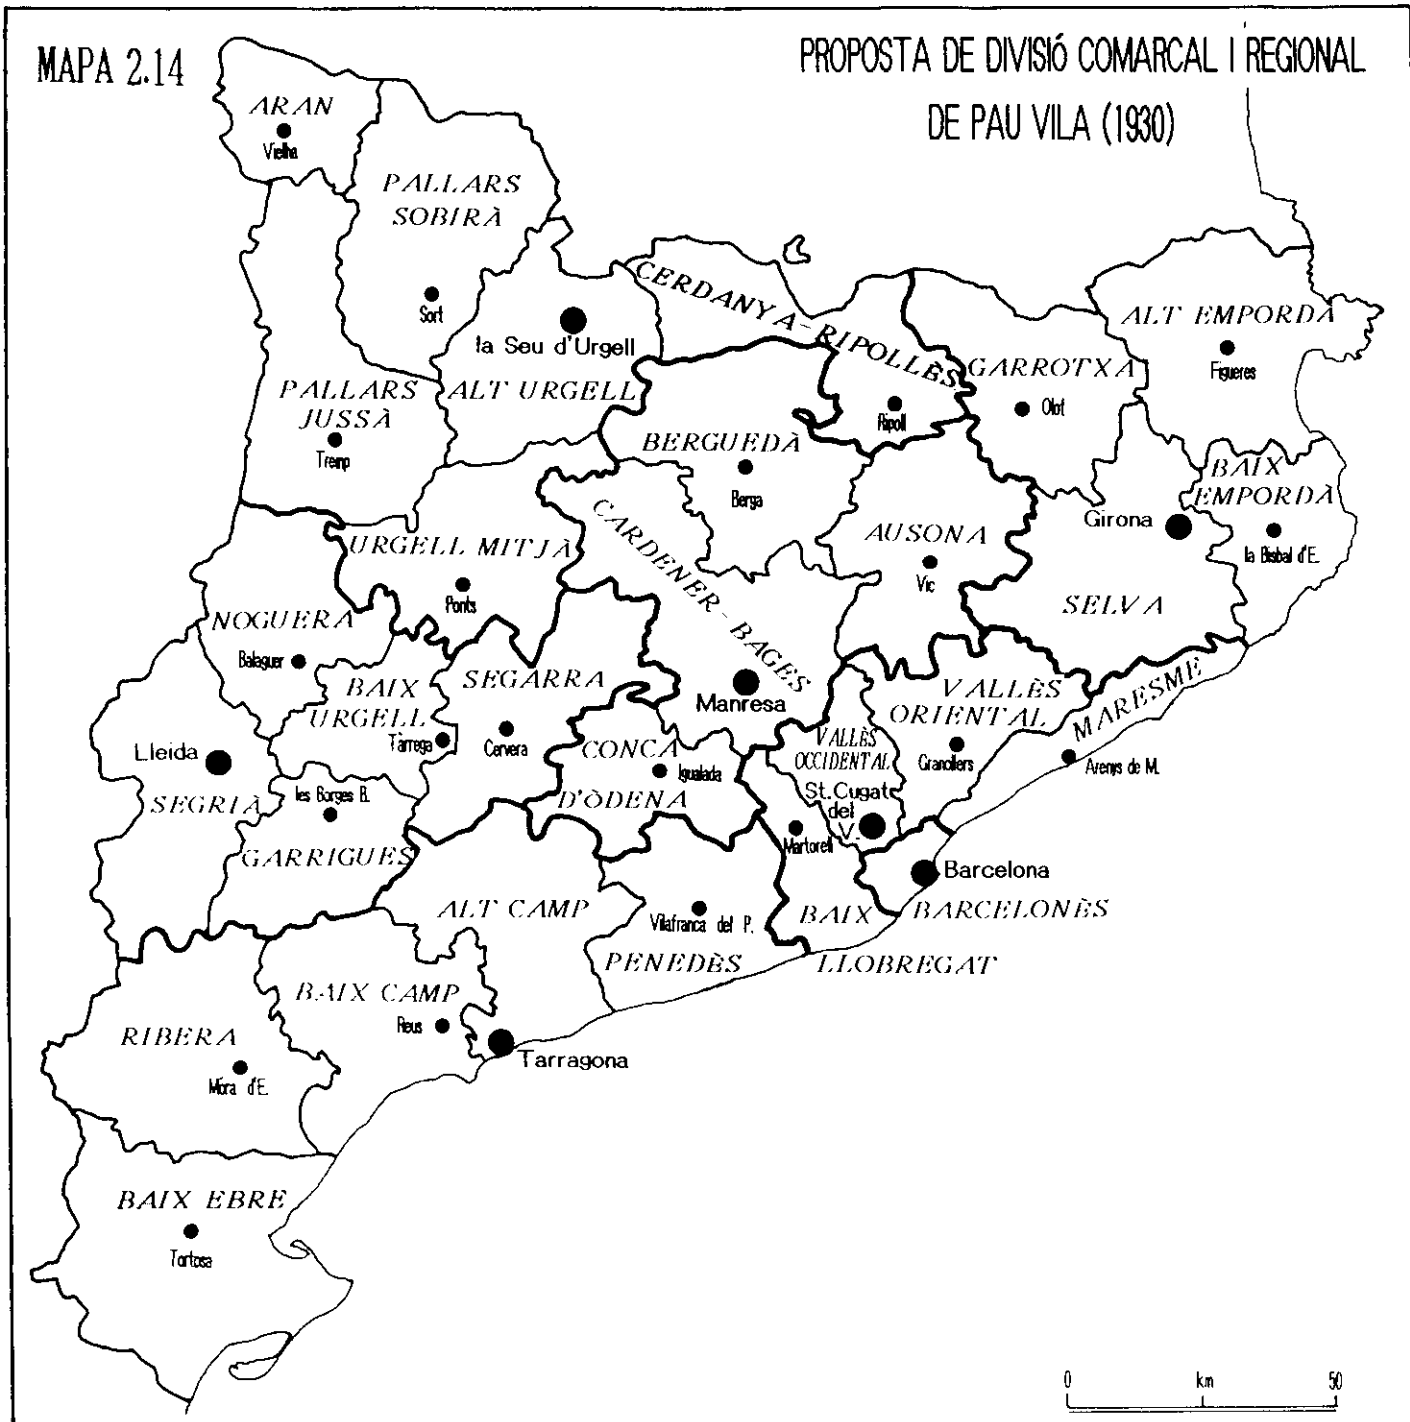 MAPA 2.14
PROPOSTA DE DIVISIÓ COMARCAL I REGIONAL
DE PAU VILA (1930)
ARAN
Vielha
PALLARS
SOBIRÀ
Sort
la Seu d'Urgell
ALT URGELL
PALLARS
JUSSÀ
Tremp
CERDANYA-RIPOLLÈS
Ripoll
GARROTXA
Olot
ALT EMPORDÀ
Figueres
BERGUEDÀ
Berga
BAIX
EMPORDÀ
la Bisbal d'E.
Girona
SELVA
AUSONA
Vic
CARDENER-BAGES
Manresa
URGELL MITJÀ
Ponts
NOGUERA
Balaguer
BAIX
URGELL
Tàrrega
SEGARRA
Cervera
CONCA
Igualada
D'ÒDENA
Lleida
SEGRIÀ
les Borges B.
GARRIGUES
VALLÈS
ORIENTAL
Granollers
MARESME
Arenys de M.
VALLÈS
OCCIDENTAL
St. Cugat
del
V.
Martorell
Barcelona
BARCELONÈS
BAIX
LLOBREGAT
ALT CAMP
Vilafranca del P.
PENEDÈS
BAIX CAMP
Reus
Tarragona
RIBERA
Móra d'E.
BAIX EBRE
Tortosa
0 km 50